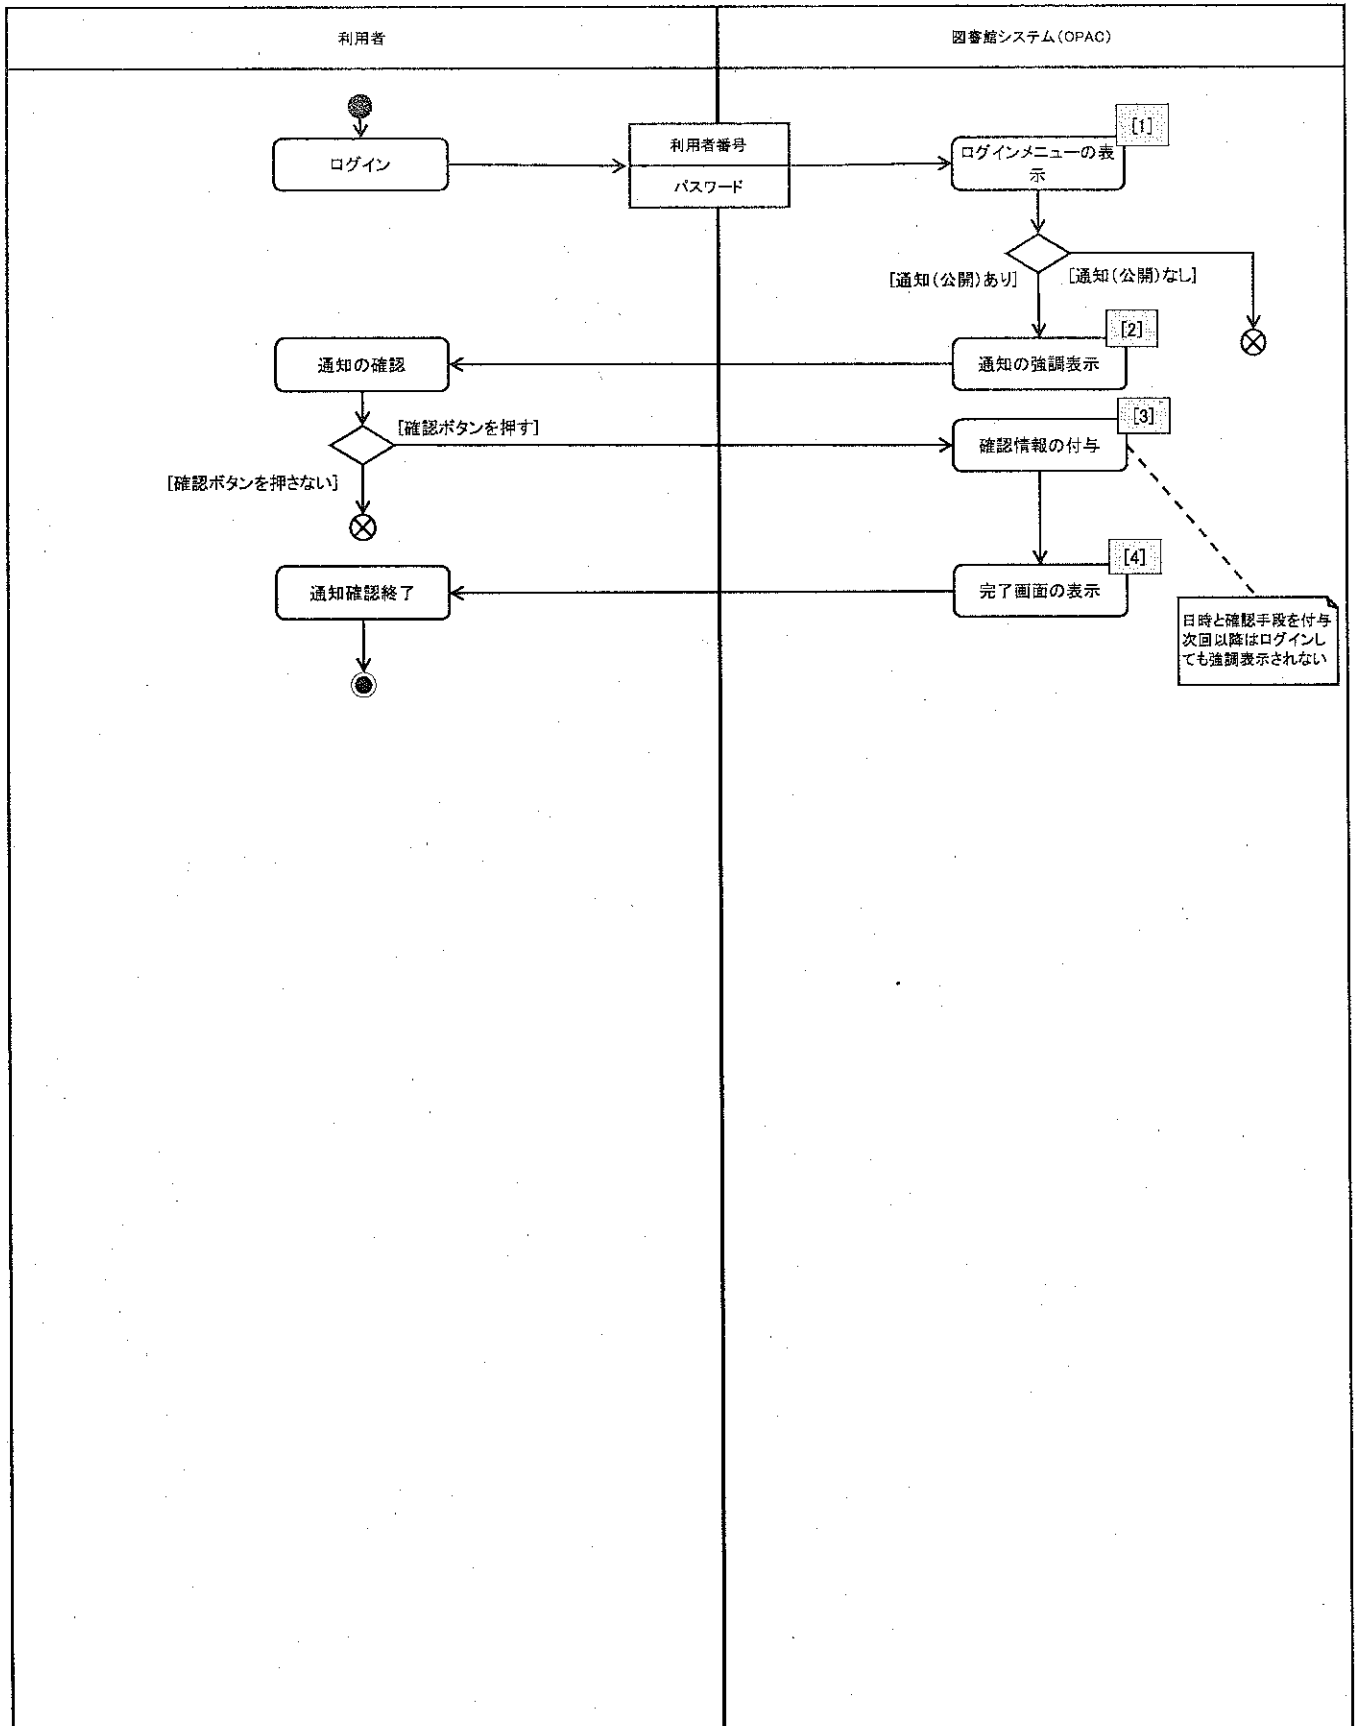 利用者
図書館システム(OPAC)
[1]
ログイン
利用者番号
パスワード
ログインメニューの表
示
[通知(公開)あり]
[通知(公開)なし]
[2]
通知の確認
通知の強調表示
[3]
[確認ボタンを押す]
確認情報の付与
[確認ボタンを押さない]
[4]
通知確認終了
完了画面の表示
日時と確認手段を付与
次回以降はログインし
ても強調表示されない